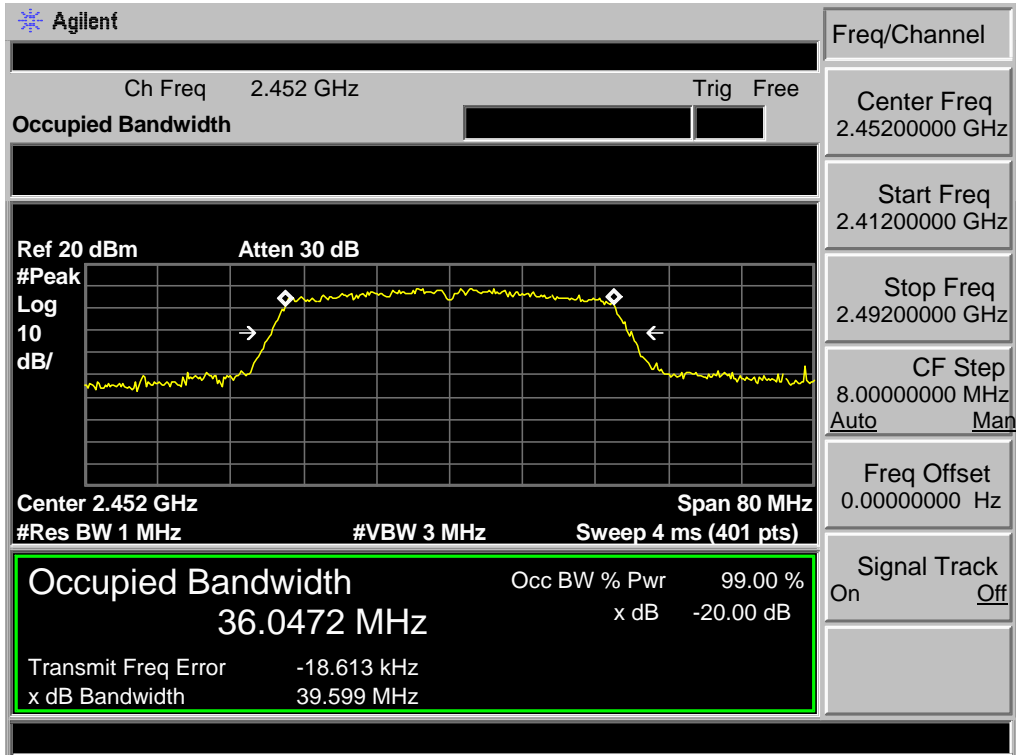 Agilent
Ch Freq 2.452 GHz Trig Free
Occupied Bandwidth
Ref 20 dBm Atten 30 dB
#Peak
Log
10
dB/
Center 2.452 GHz Span 80 MHz
#Res BW 1 MHz #VBW 3 MHz Sweep 4 ms (401 pts)
Occupied Bandwidth Occ BW % Pwr 99.00 %
36.0472 MHz x dB -20.00 dB
Transmit Freq Error -18.613 kHz
x dB Bandwidth 39.599 MHz
Freq/Channel
Center Freq
2.45200000 GHz
Start Freq
2.41200000 GHz
Stop Freq
2.49200000 GHz
CF Step
8.00000000 MHz
Auto Man
Freq Offset
0.00000000 Hz
Signal Track
On Off